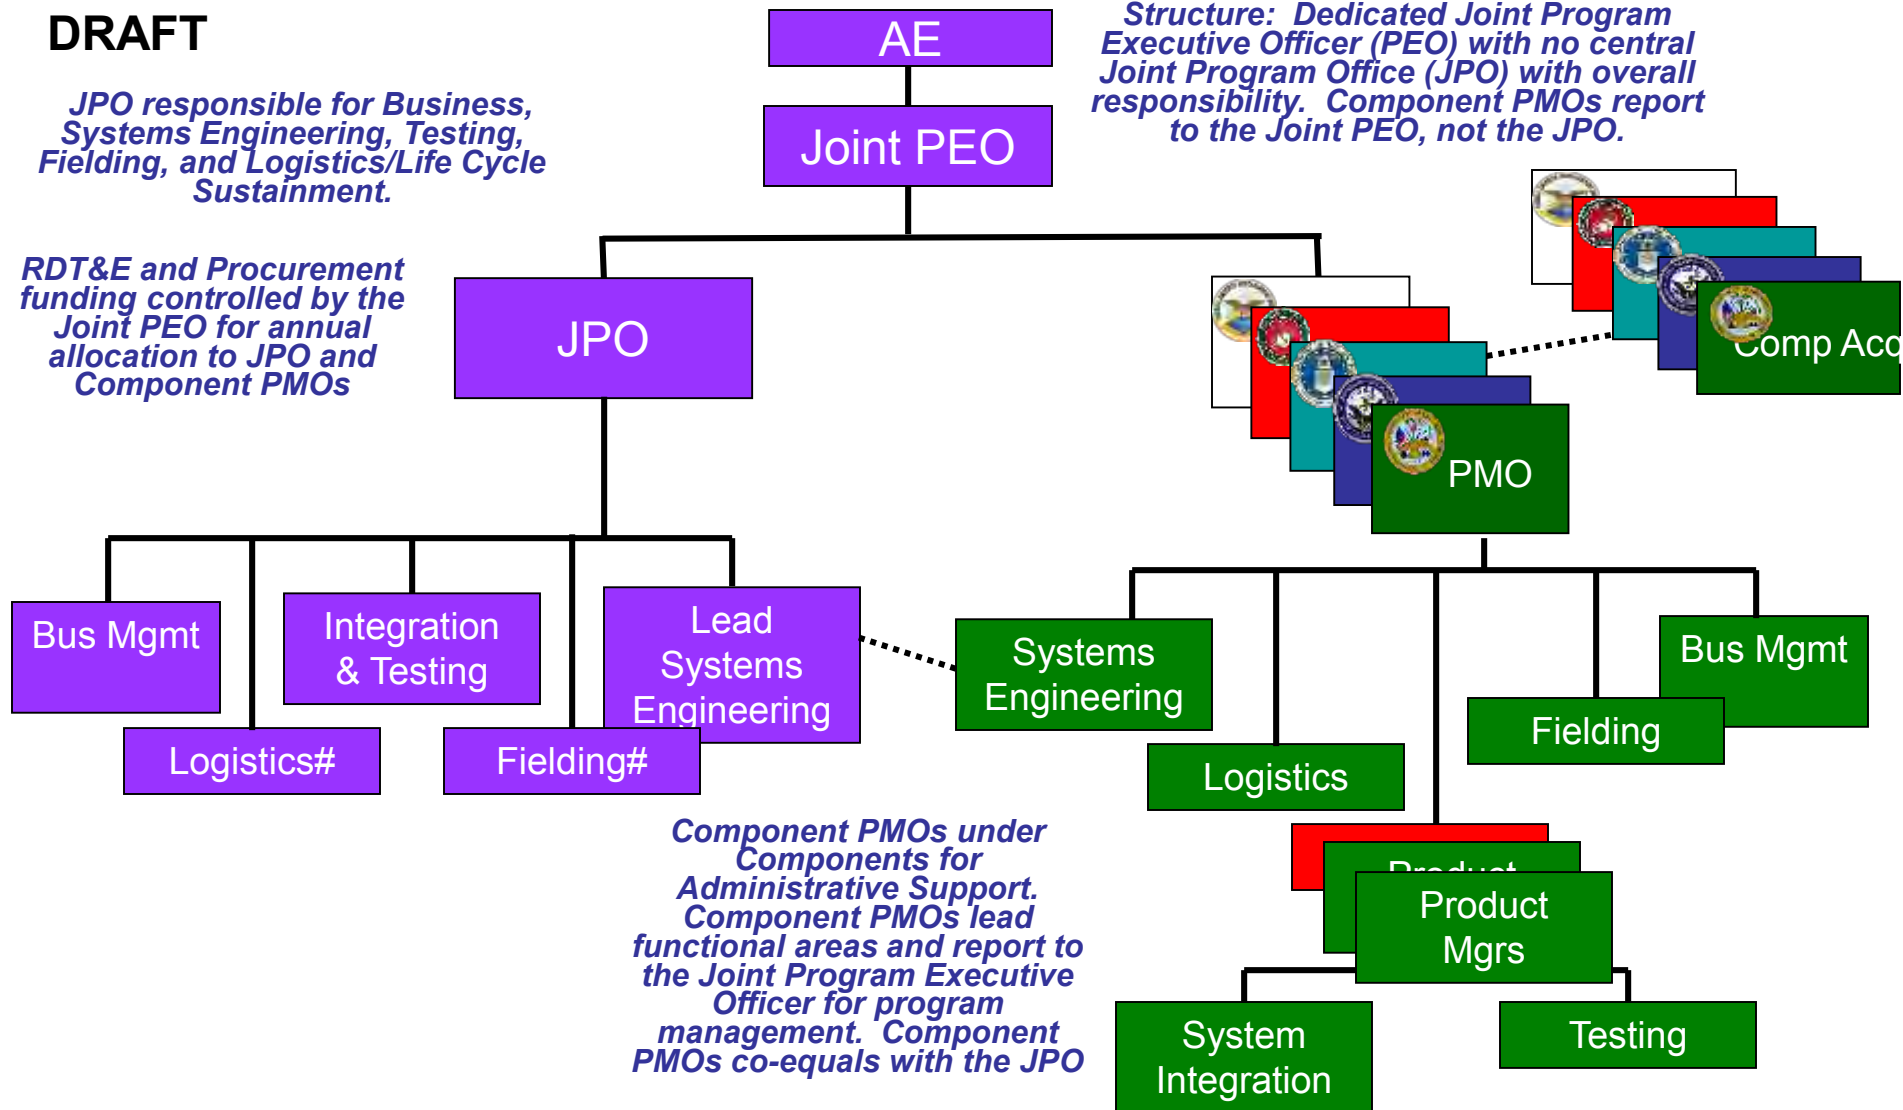 DRAFT
JPO responsible for Business,
Systems Engineering, Testing,
Fielding, and Logistics/Life Cycle
Sustainment.
RDT&E and Procurement
funding controlled by the
Joint PEO for annual
allocation to JPO and
Component PMOs
AE
Joint PEO
Structure: Dedicated Joint Program
Executive Officer (PEO) with no central
Joint Program Office (JPO) with overall
responsibility. Component PMOs report
to the Joint PEO, not the JPO.
JPO
Comp Acq
PMO
Bus Mgmt
Integration
& Testing
Lead
Systems
Engineering
Logistics#
Fielding#
Systems
Engineering
Bus Mgmt
Fielding
Logistics
Product
Product
Mgrs
System
Integration
Testing
Component PMOs under
Components for
Administrative Support.
Component PMOs lead
functional areas and report to
the Joint Program Executive
Officer for program
management. Component
PMOs co-equals with the JPO